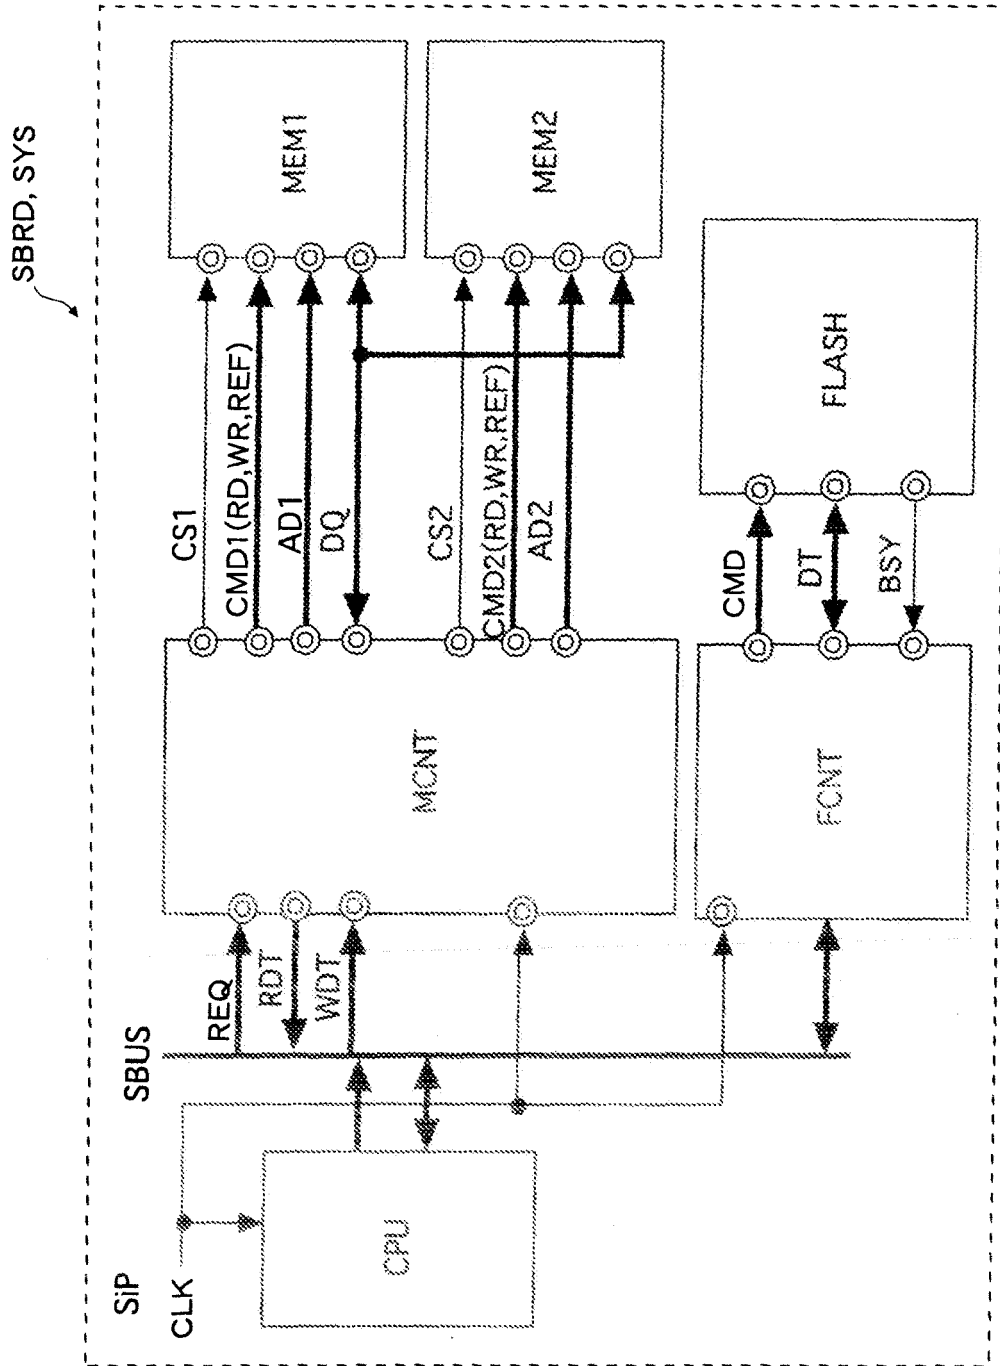 SBRD, SYS
SiP
CLK
CPU
SBUS
REQ
RDT
WDT
MCNT
CS1
CMD1(RD,WR,REF)
AD1
DQ
CS2
CMD2(RD,WR,REF)
AD2
MEM1
MEM2
FCNT
CMD
DT
BSY
FLASH